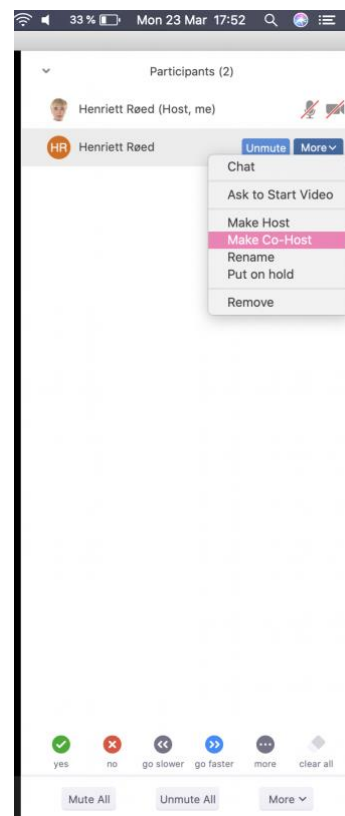 33 % Mon 23 Mar 17:52
Participants (2)
Henriett Røed (Host, me)
HR Henriett Røed Unmute More
Chat
Ask to Start Video
Make Host
Make Co-Host
Rename
Put on hold
Remove
yes no go slower go faster more clear all
Mute All Unmute All More